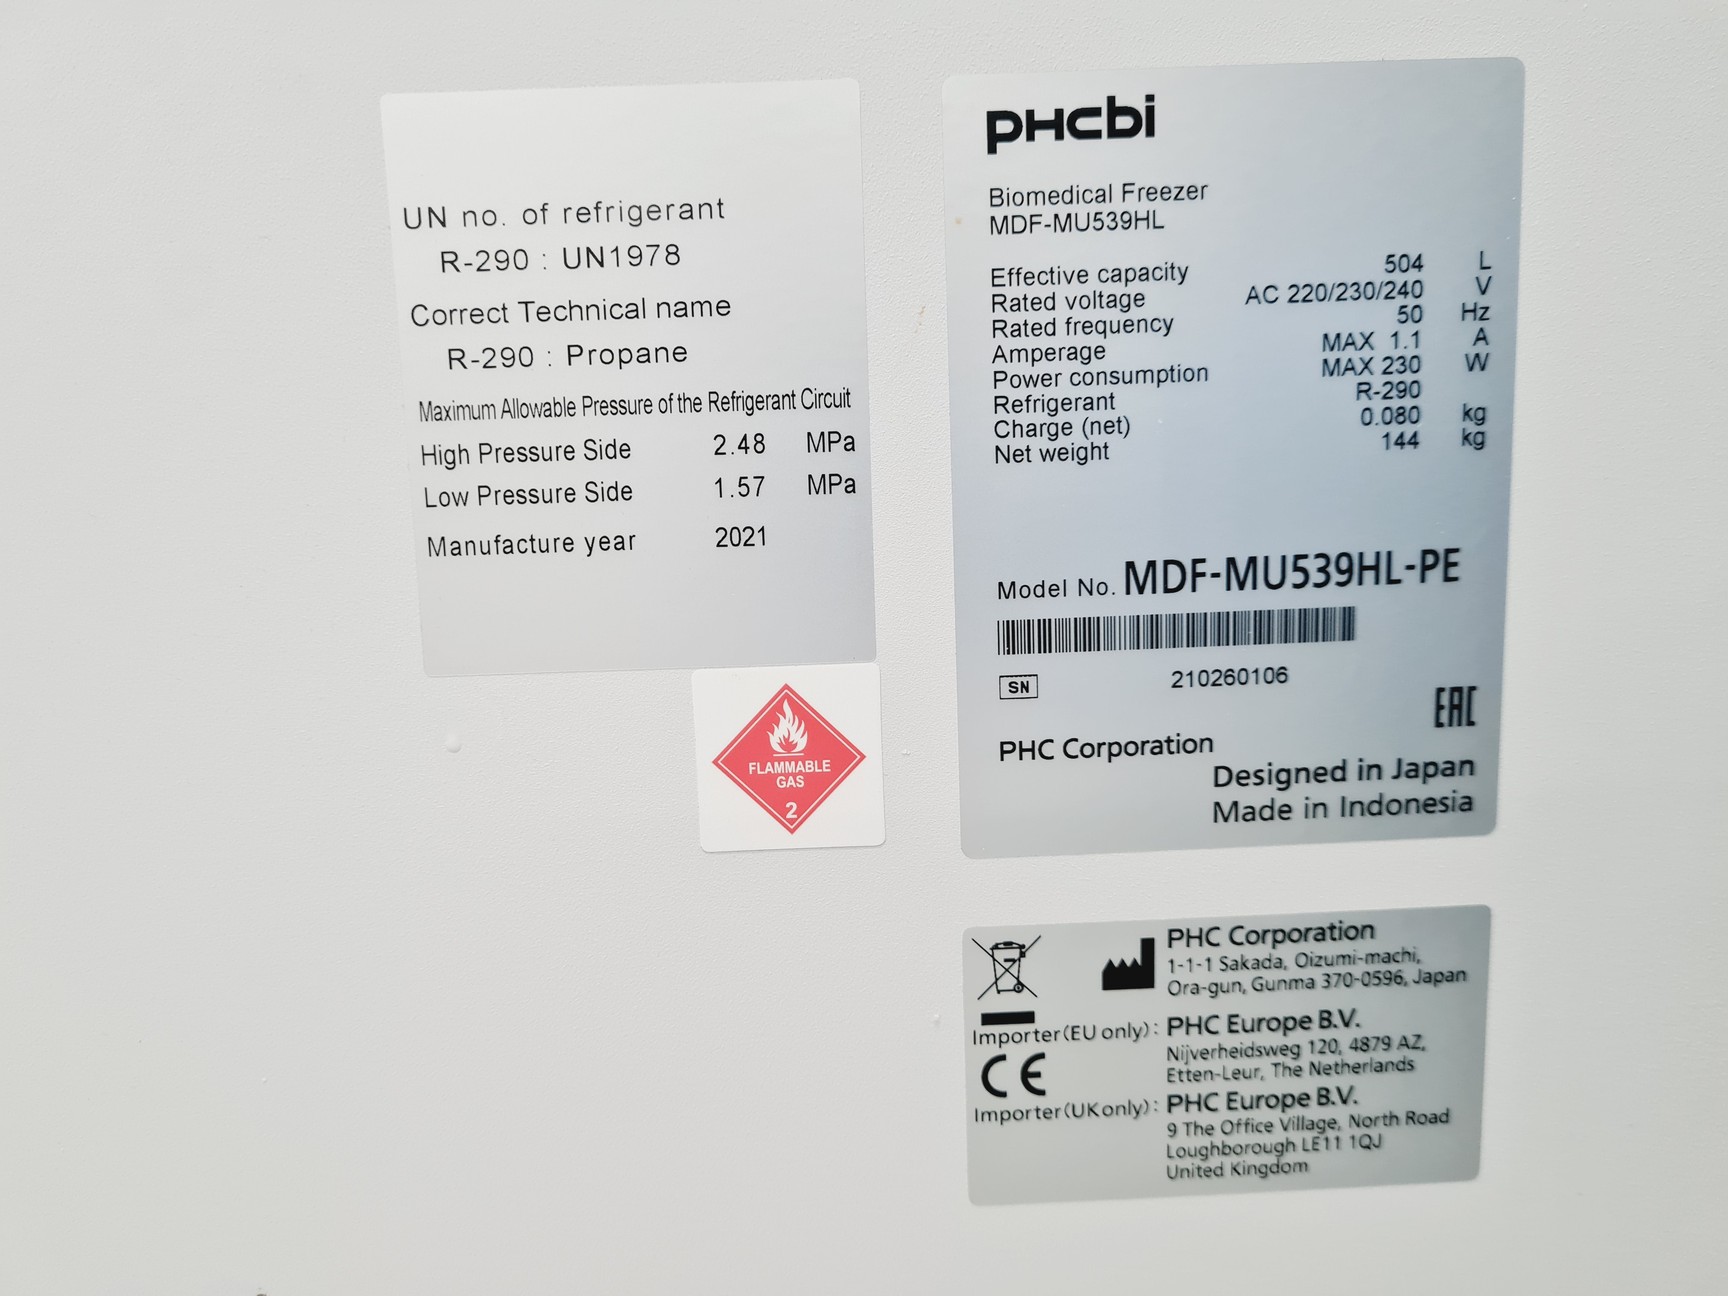 UN no. of refrigerant
R-290 : UN1978
Correct Technical name
R-290 : Propane
Maximum Allowable Pressure of the Refrigerant Circuit
High Pressure Side 2.48 MPa
Low Pressure Side 1.57 MPa
Manufacture year 2021
FLAMMABLE
GAS
2
PHCbi
Biomedical Freezer
MDF-MU539HL
Effective capacity 504 L
Rated voltage AC 220/230/240 V
Rated frequency 50 Hz
Amperage MAX 1.1 A
Power consumption MAX 230 W
Refrigerant R-290
Charge (net) 0.080 kg
Net weight 144 kg
Model No. MDF-MU539HL-PE
SN 210260106
EAC
PHC Corporation
Designed in Japan
Made in Indonesia
PHC Corporation
1-1-1 Sakada, Oizumi-machi,
Ora-gun, Gunma 370-0596, Japan
Importer(EU only): PHC Europe B.V.
Nijverheidsweg 120, 4879 AZ,
Etten-Leur, The Netherlands
CE
Importer(UK only): PHC Europe B.V.
9 The Office Village, North Road
Loughborough LE11 1QJ
United Kingdom